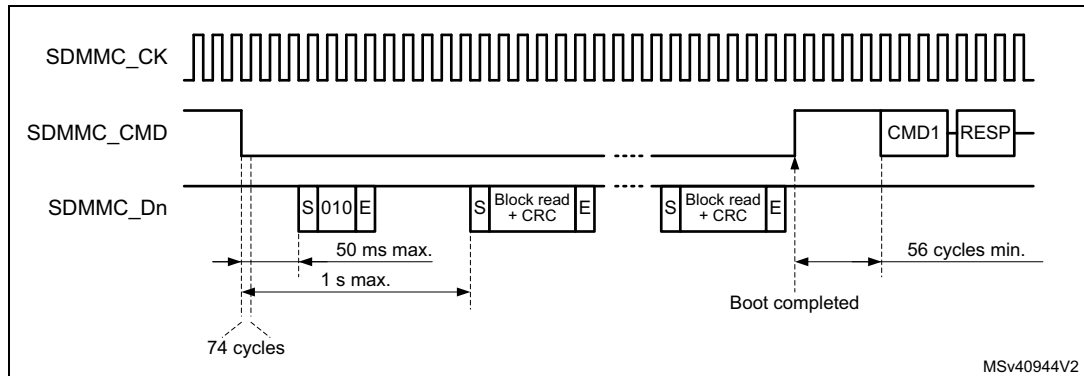 SDMMC_CK
SDMMC_CMD
CMD1 RESP
SDMMC_Dn
S 010 E
S Block read + CRC E
S Block read + CRC E
50 ms max.
56 cycles min.
1 s max.
Boot completed
74 cycles
MSv40944V2